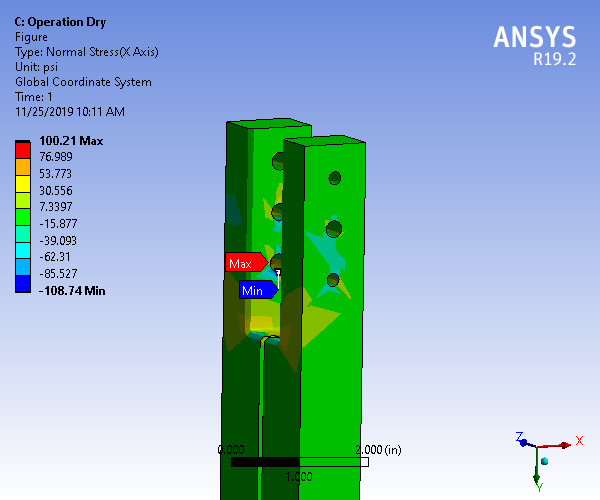 C: Operation Dry
Figure
Type: Normal Stress(X Axis)
Unit: psi
Global Coordinate System
Time: 1
11/25/2019 10:11 AM
ANSYS
R19.2
100.21 Max
76.989
53.773
30.556
7.3397
-15.877
-39.093
-62.31
-85.527
-108.74 Min
Max
Min
0.000
2.000 (in)
1.000
Z
X
Y